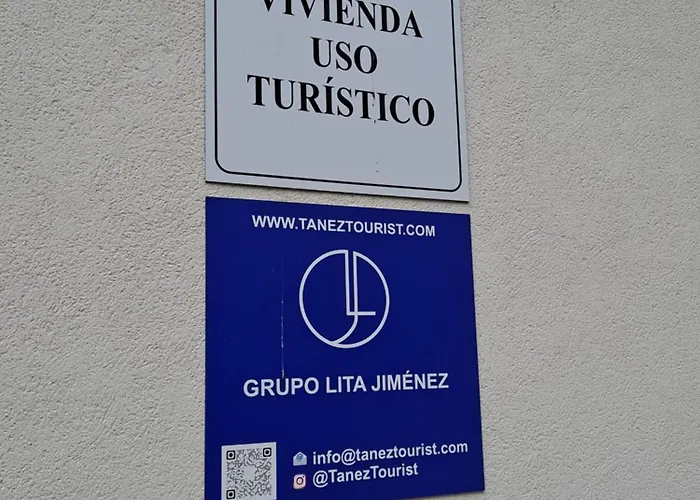 VIVIENDA
USO
TURÍSTICO
WWW.TANEZTOURIST.COM
GRUPO LITA JIMÉNEZ
info@taneztourist.com
@TanezTourist